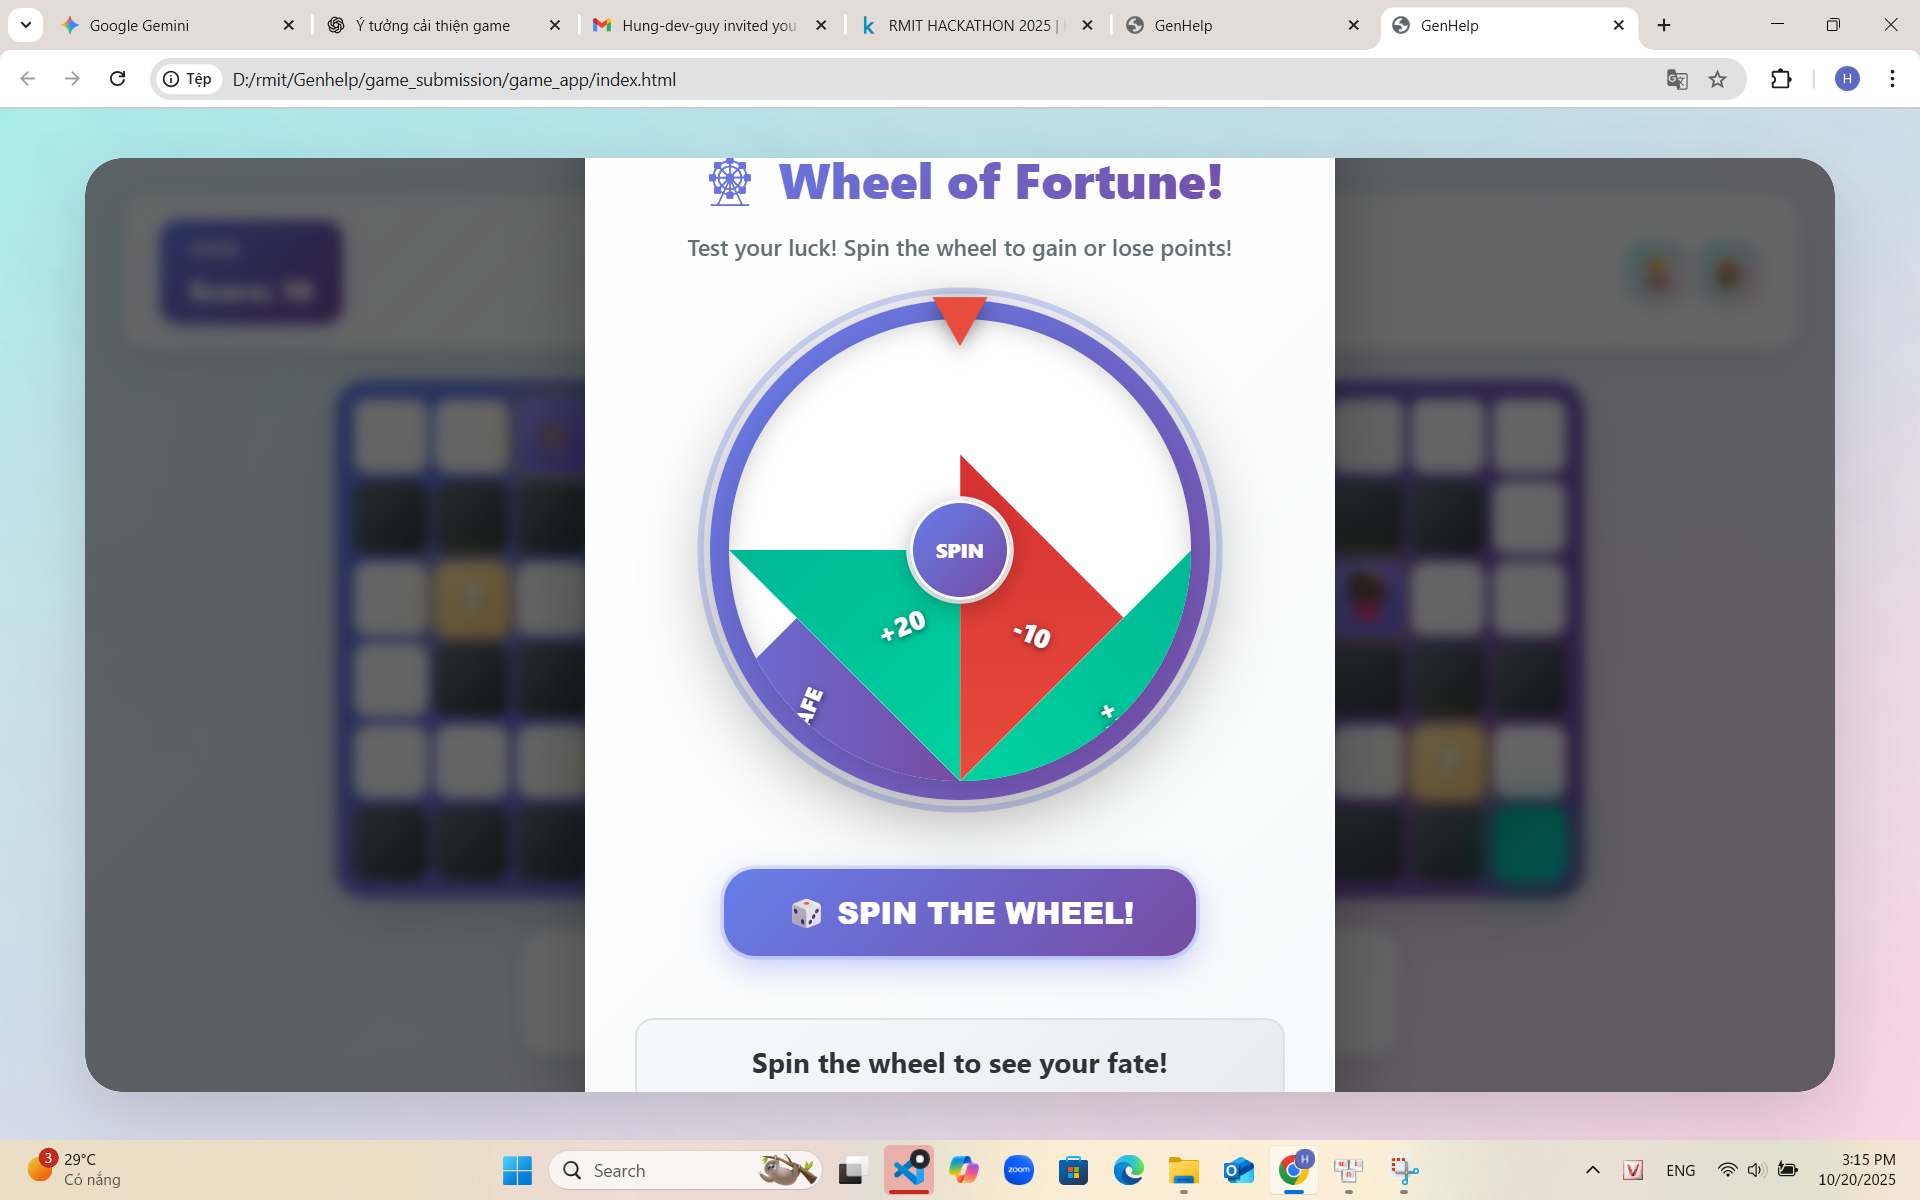 Google Gemini
Ý tưởng cải thiện game
Hung-dev-guy invited you
RMIT HACKATHON 2025 |
GenHelp
GenHelp
Tệp
D:/rmit/Genhelp/game_submission/game_app/index.html
H
Wheel of Fortune!
Test your luck! Spin the wheel to gain or lose points!
SPIN
+20
-10
AFE
+
SPIN THE WHEEL!
Spin the wheel to see your fate!
3
29°C
Có nắng
Search
zoom
H
V
ENG
3:15 PM
10/20/2025